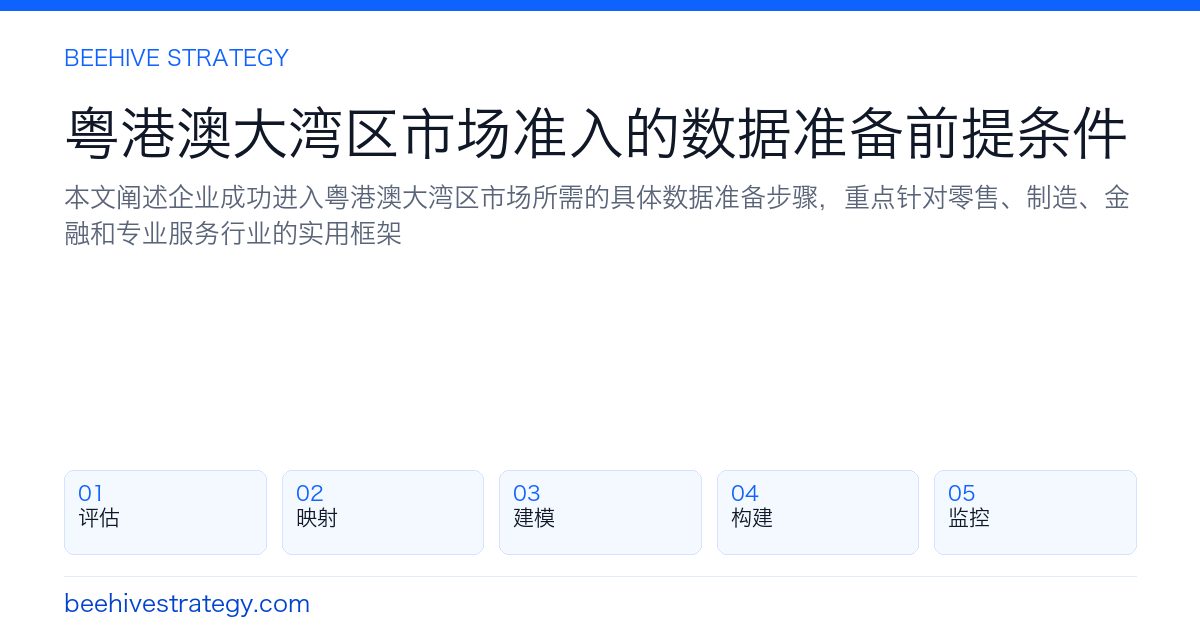 BEEHIVE STRATEGY
粤港澳大湾区市场准入的数据准备前提条件
本文阐述企业成功进入粤港澳大湾区市场所需的具体数据准备步骤，重点针对零售、制造、金
融和专业服务行业的实用框架
01
评估
02
映射
03
建模
04
构建
05
监控
beehivestrategy.com